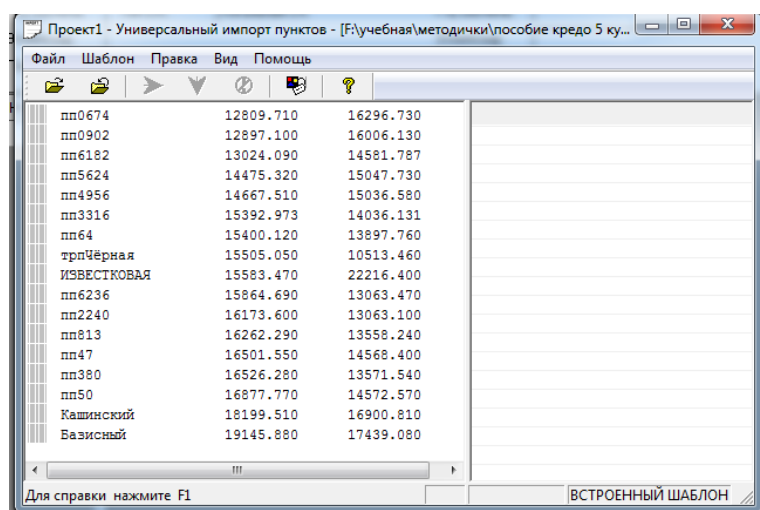 Проект1 - Универсальный импорт пунктов - [F:\учебная\методички\пособие кредо 5 ку...
Файл Шаблон Правка Вид Помощь
пп0674 12809.710 16296.730
пп0902 12897.100 16006.130
пп6182 13024.090 14581.787
пп5624 14475.320 15047.730
пп4956 14667.510 15036.580
пп3316 15392.973 14036.131
пп64 15400.120 13897.760
трпЧёрная 15505.050 10513.460
ИЗВЕСТКОВАЯ 15583.470 22216.400
пп6236 15864.690 13063.470
пп2240 16173.600 13063.100
пп813 16262.290 13558.240
пп47 16501.550 14568.400
пп380 16526.280 13571.540
пп50 16877.770 14572.570
Кашинский 18199.510 16900.810
Базисный 19145.880 17439.080
Для справки нажмите F1 ВСТРОЕННЫЙ ШАБЛОН